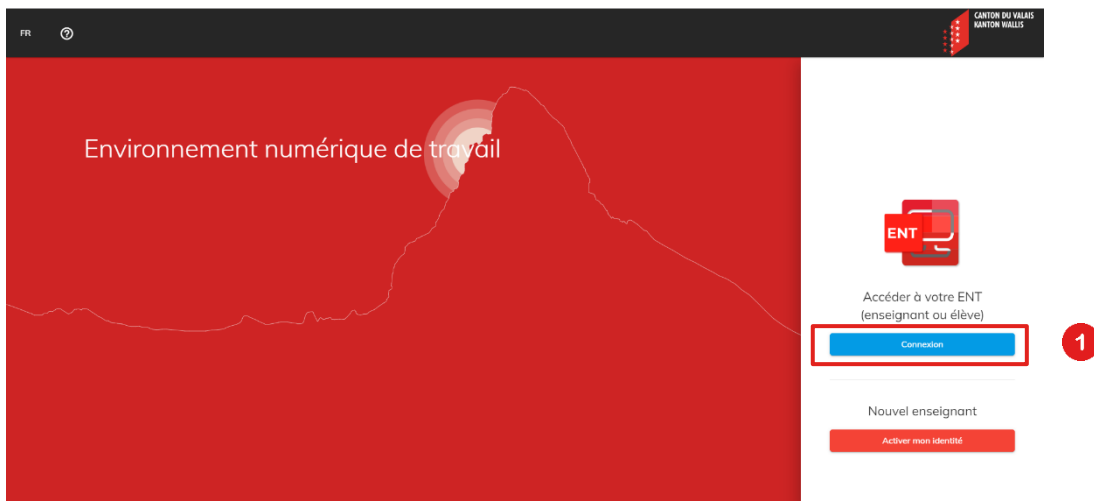 FR
CANTON DU VALAIS
KANTON WALLIS
Environnement numérique de travail
ENT
Accéder à votre ENT
(enseignant ou élève)
Connexion
1
Nouvel enseignant
Activer mon identité